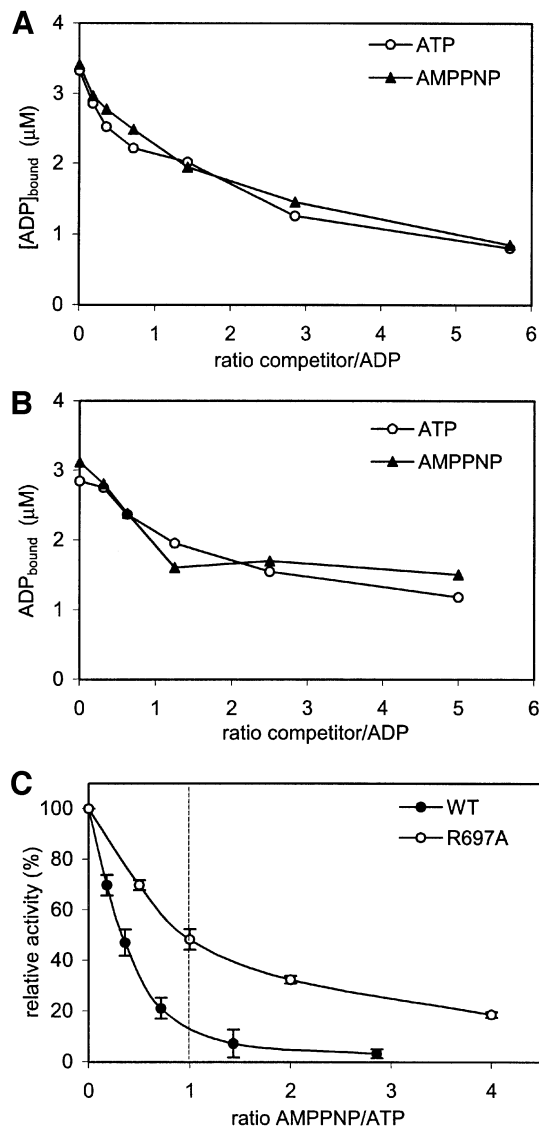 A
4
3
2
1
0
[ADP]bound (μM)
ATP
AMPPNP
0 1 2 3 4 5 6
ratio competitor/ADP
B
4
3
2
1
0
ADPbound (μM)
ATP
AMPPNP
0 1 2 3 4 5 6
ratio competitor/ADP
C
100
80
60
40
20
0
relative activity (%)
WT
R697A
0 1 2 3 4
ratio AMPPNP/ATP